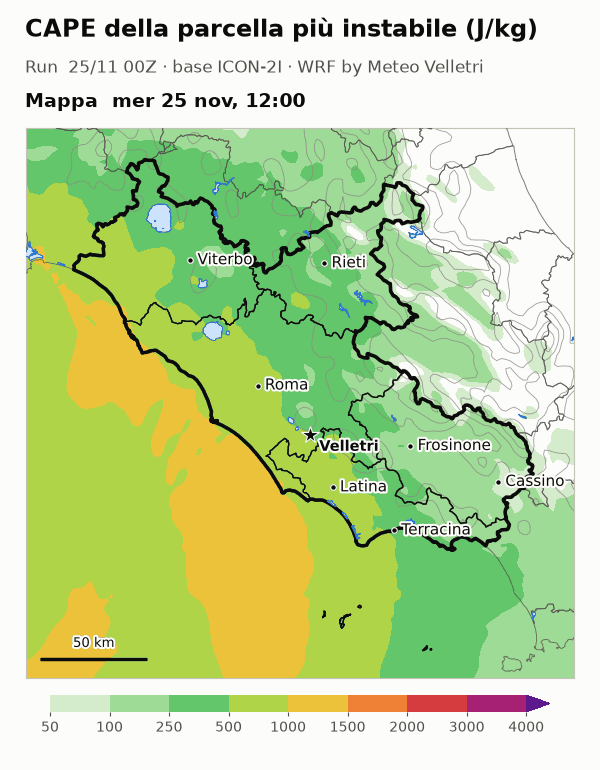 CAPE della parcella più instabile (J/kg)
Run  25/11 00Z · base ICON-2I · WRF by Meteo Velletri
Mappa  mer 25 nov, 12:00
Viterbo
Rieti
Roma
Velletri
Frosinone
Latina
Cassino
Terracina
50 km
50 100 250 500 1000 1500 2000 3000 4000